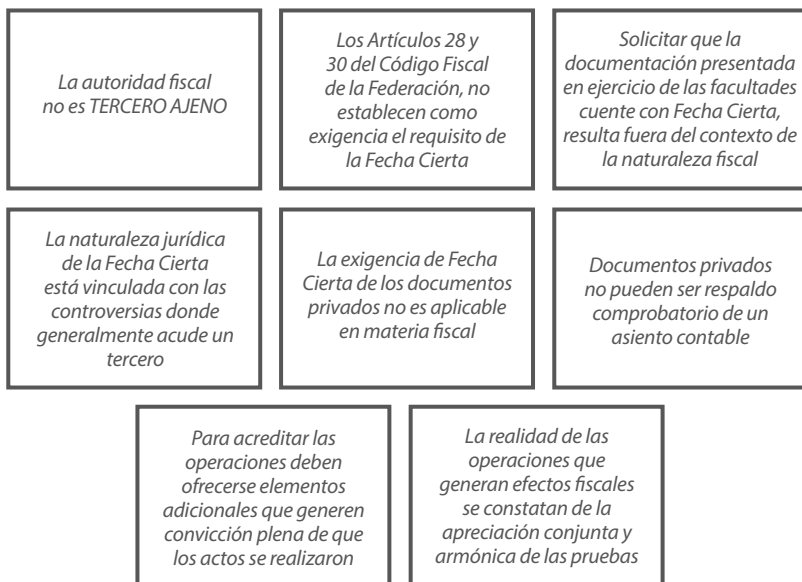 La autoridad fiscal
no es TERCERO AJENO
Los Artículos 28 y
30 del Código Fiscal
de la Federación, no
establecen como
exigencia el requisito de
la Fecha Cierta
Solicitar que la
documentación presentada
en ejercicio de las facultades
cuente con Fecha Cierta,
resulta fuera del contexto de
la naturaleza fiscal
La naturaleza jurídica
de la Fecha Cierta
está vinculada con las
controversias donde
generalmente acude un
tercero
La exigencia de Fecha
Cierta de los documentos
privados no es aplicable
en materia fiscal
Documentos privados
no pueden ser respaldo
comprobatorio de un
asiento contable
Para acreditar las
operaciones deben
ofrecerse elementos
adicionales que generen
convicción plena de que
los actos se realizaron
La realidad de las
operaciones que
generan efectos fiscales
se constatan de la
apreciación conjunta y
armónica de las pruebas